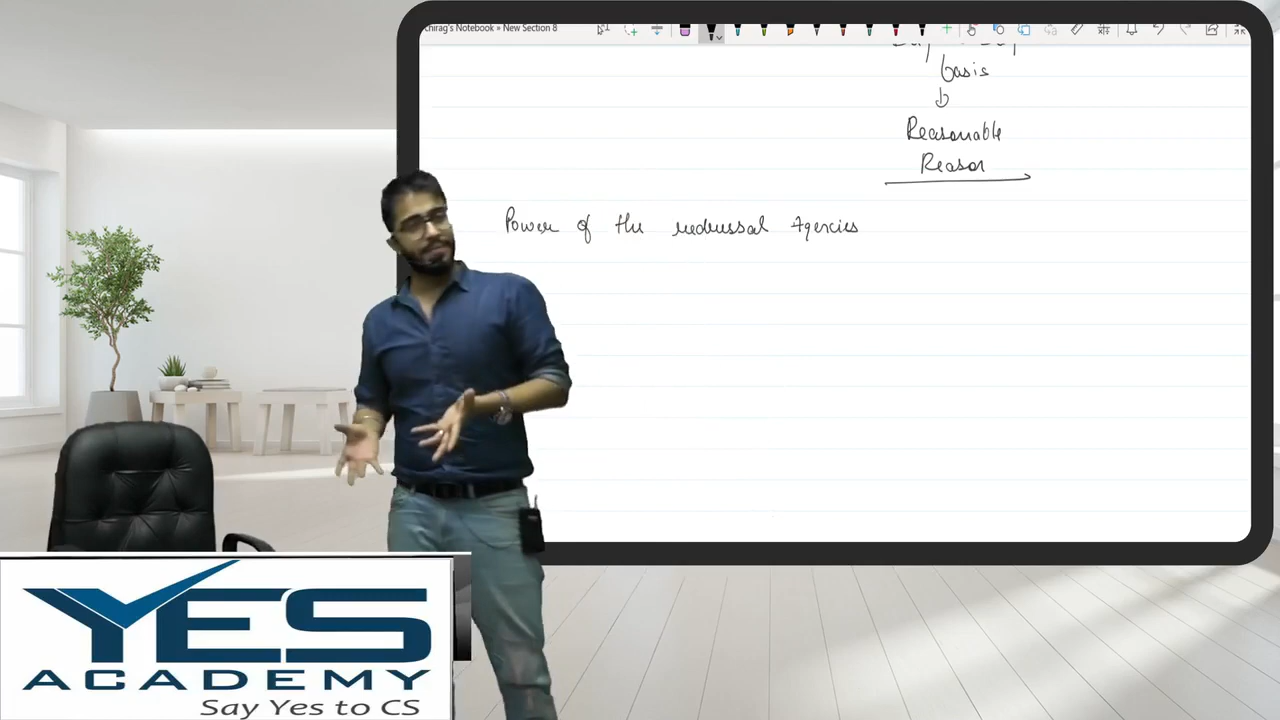 chirag's Notebook » New Section 8
basis
Reasonable
Reason
Power of the redressal Agencies
YES
ACADEMY
Say Yes to CS